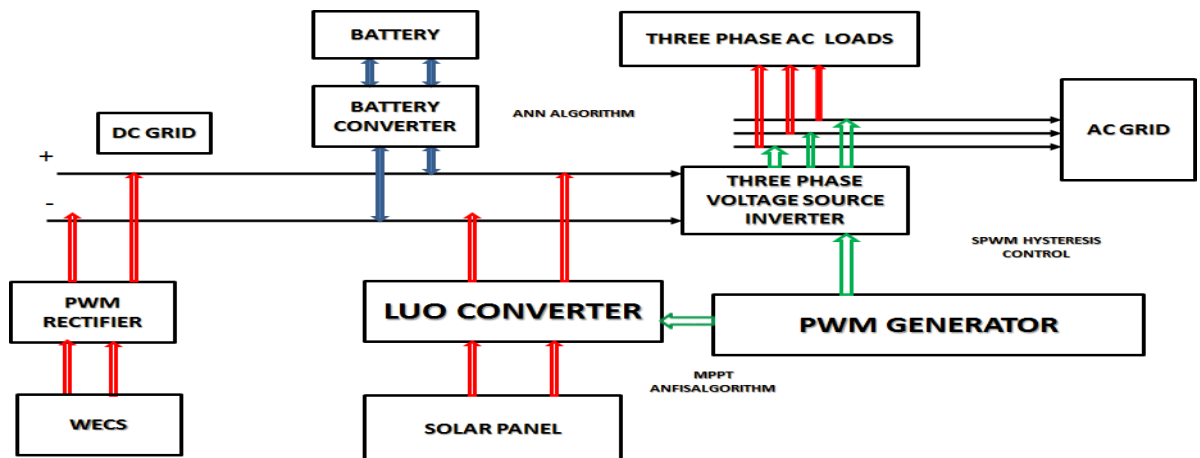 BATTERY
THREE PHASE AC LOADS
BATTERY
CONVERTER
ANN ALGORITHM
DC GRID
AC GRID
+
-
THREE PHASE
VOLTAGE SOURCE
INVERTER
SPWM HYSTERESIS
CONTROL
PWM
RECTIFIER
LUO CONVERTER
PWM GENERATOR
MPPT
ANFISALGORITHM
WECS
SOLAR PANEL